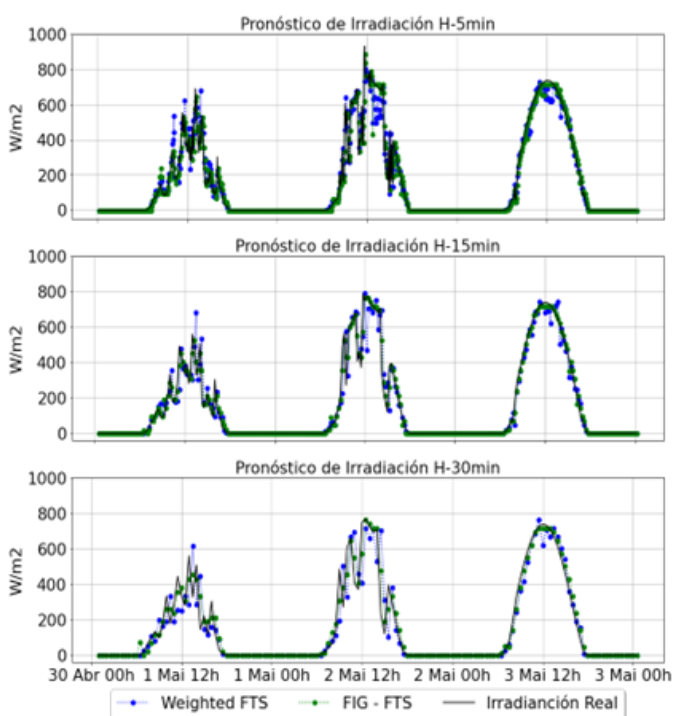 Pronóstico de Irradiación H-5min
1000
800
600
400
200
0
W/m2
Pronóstico de Irradiación H-15min
1000
800
600
400
200
0
W/m2
Pronóstico de Irradiación H-30min
1000
800
600
400
200
0
W/m2
30 Abr 00h 1 Mai 12h 1 Mai 00h 2 Mai 12h 2 Mai 00h 3 Mai 12h 3 Mai 00h
Weighted FTS FIG - FTS Irradianción Real